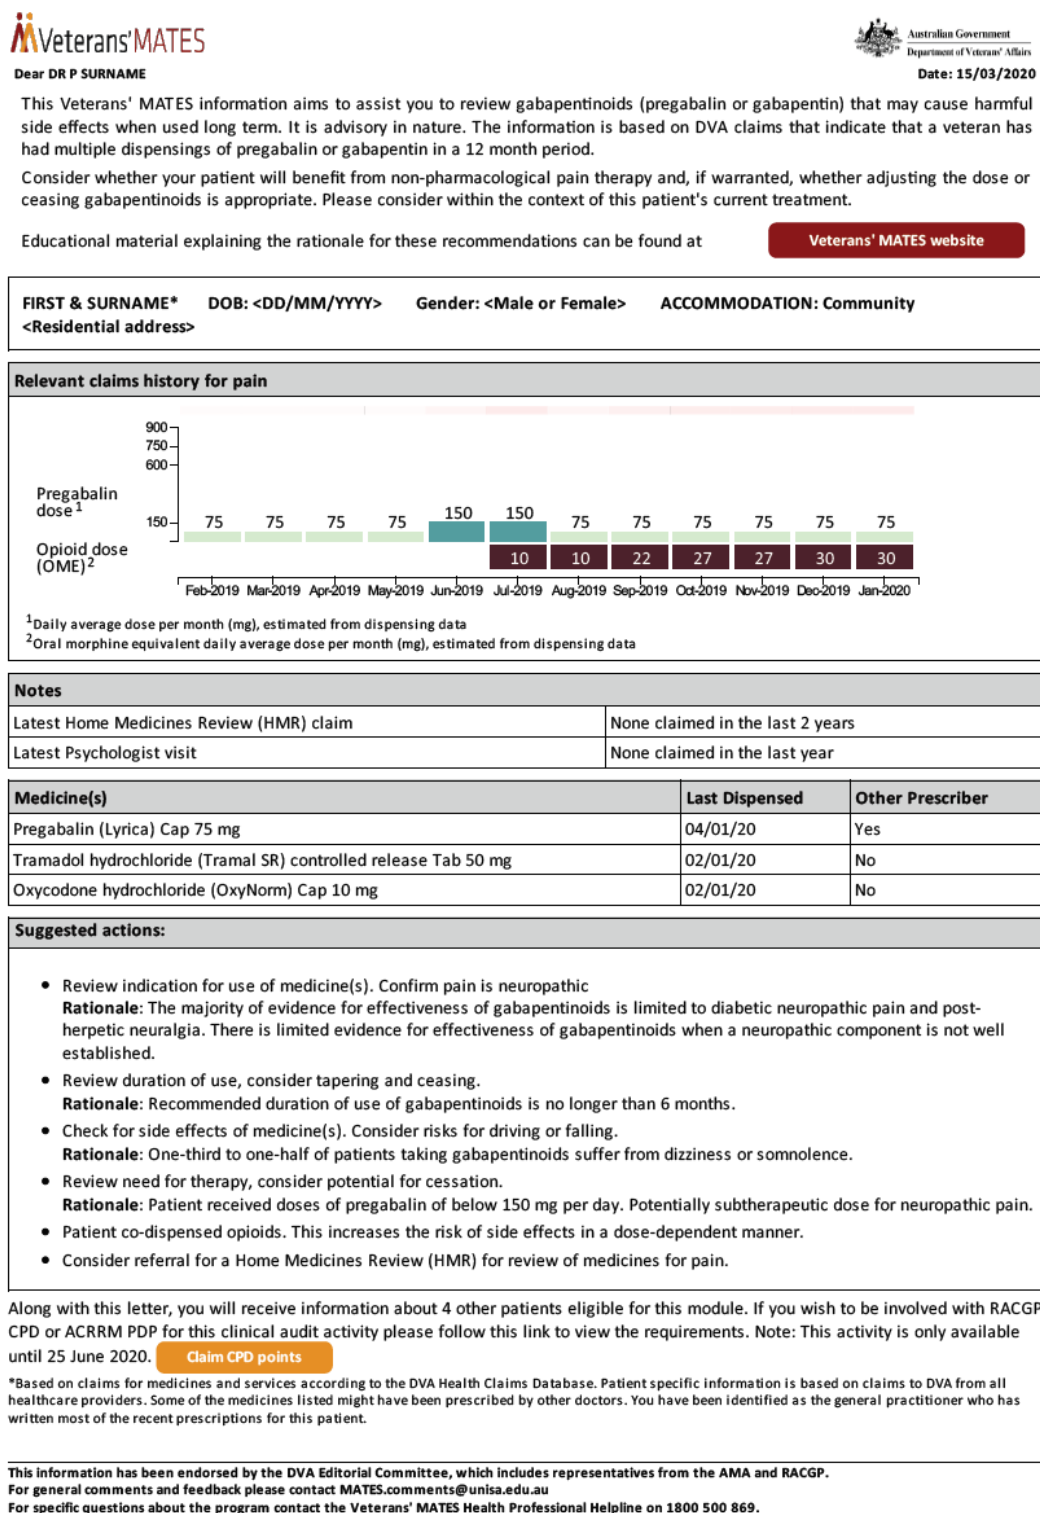 Veterans'MATES
Australian Government
Department of Veterans' Affairs
Dear DR P SURNAME
Date: 15/03/2020
This Veterans' MATES information aims to assist you to review gabapentinoids (pregabalin or gabapentin) that may cause harmful
side effects when used long term. It is advisory in nature. The information is based on DVA claims that indicate that a veteran has
had multiple dispensings of pregabalin or gabapentin in a 12 month period.
Consider whether your patient will benefit from non-pharmacological pain therapy and, if warranted, whether adjusting the dose or
ceasing gabapentinoids is appropriate. Please consider within the context of this patient's current treatment.
Educational material explaining the rationale for these recommendations can be found at
Veterans' MATES website
FIRST & SURNAME* DOB: <DD/MM/YYYY> Gender: <Male or Female> ACCOMMODATION: Community
<Residential address>
Relevant claims history for pain
900
750
600
150
Pregabalin
dose 1
75 75 75 75 150 150 75 75 75 75 75 75
Opioid dose
(OME)2
10 10 22 27 27 30 30
Feb-2019 Mar-2019 Apr-2019 May-2019 Jun-2019 Jul-2019 Aug-2019 Sep-2019 Oct-2019 Nov-2019 Dec-2019 Jan-2020
1Daily average dose per month (mg), estimated from dispensing data
2Oral morphine equivalent daily average dose per month (mg), estimated from dispensing data
Notes
Latest Home Medicines Review (HMR) claim None claimed in the last 2 years
Latest Psychologist visit None claimed in the last year
Medicine(s) Last Dispensed Other Prescriber
Pregabalin (Lyrica) Cap 75 mg 04/01/20 Yes
Tramadol hydrochloride (Tramal SR) controlled release Tab 50 mg 02/01/20 No
Oxycodone hydrochloride (OxyNorm) Cap 10 mg 02/01/20 No
Suggested actions:
• Review indication for use of medicine(s). Confirm pain is neuropathic
Rationale: The majority of evidence for effectiveness of gabapentinoids is limited to diabetic neuropathic pain and post-
herpetic neuralgia. There is limited evidence for effectiveness of gabapentinoids when a neuropathic component is not well
established.
• Review duration of use, consider tapering and ceasing.
Rationale: Recommended duration of use of gabapentinoids is no longer than 6 months.
• Check for side effects of medicine(s). Consider risks for driving or falling.
Rationale: One-third to one-half of patients taking gabapentinoids suffer from dizziness or somnolence.
• Review need for therapy, consider potential for cessation.
Rationale: Patient received doses of pregabalin of below 150 mg per day. Potentially subtherapeutic dose for neuropathic pain.
• Patient co-dispensed opioids. This increases the risk of side effects in a dose-dependent manner.
• Consider referral for a Home Medicines Review (HMR) for review of medicines for pain.
Along with this letter, you will receive information about 4 other patients eligible for this module. If you wish to be involved with RACGP
CPD or ACRRM PDP for this clinical audit activity please follow this link to view the requirements. Note: This activity is only available
until 25 June 2020. Claim CPD points
*Based on claims for medicines and services according to the DVA Health Claims Database. Patient specific information is based on claims to DVA from all
healthcare providers. Some of the medicines listed might have been prescribed by other doctors. You have been identified as the general practitioner who has
written most of the recent prescriptions for this patient.
This information has been endorsed by the DVA Editorial Committee, which includes representatives from the AMA and RACGP.
For general comments and feedback please contact MATES.comments@unisa.edu.au
For specific questions about the program contact the Veterans' MATES Health Professional Helpline on 1800 500 869.